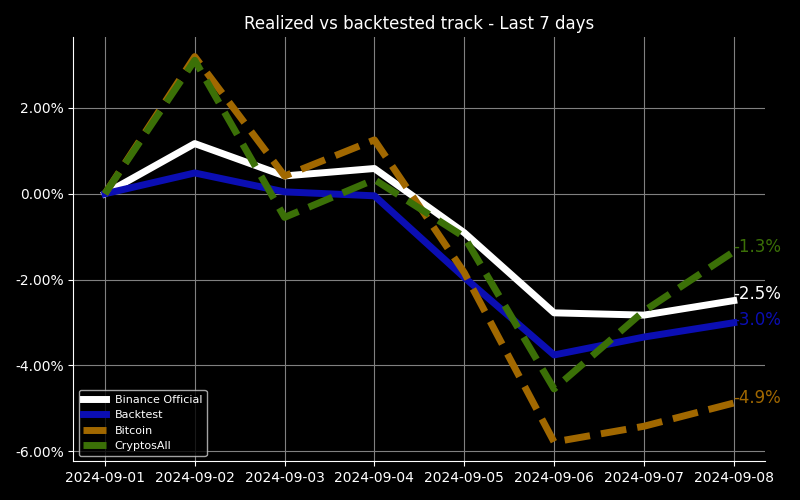 Realized vs backtested track - Last 7 days
2.00%
0.00%
-2.00%
-4.00%
-6.00%
-1.3%
-2.5%
-3.0%
-4.9%
Binance Official
Backtest
Bitcoin
CryptosAll
2024-09-01 2024-09-02 2024-09-03 2024-09-04 2024-09-05 2024-09-06 2024-09-07 2024-09-08